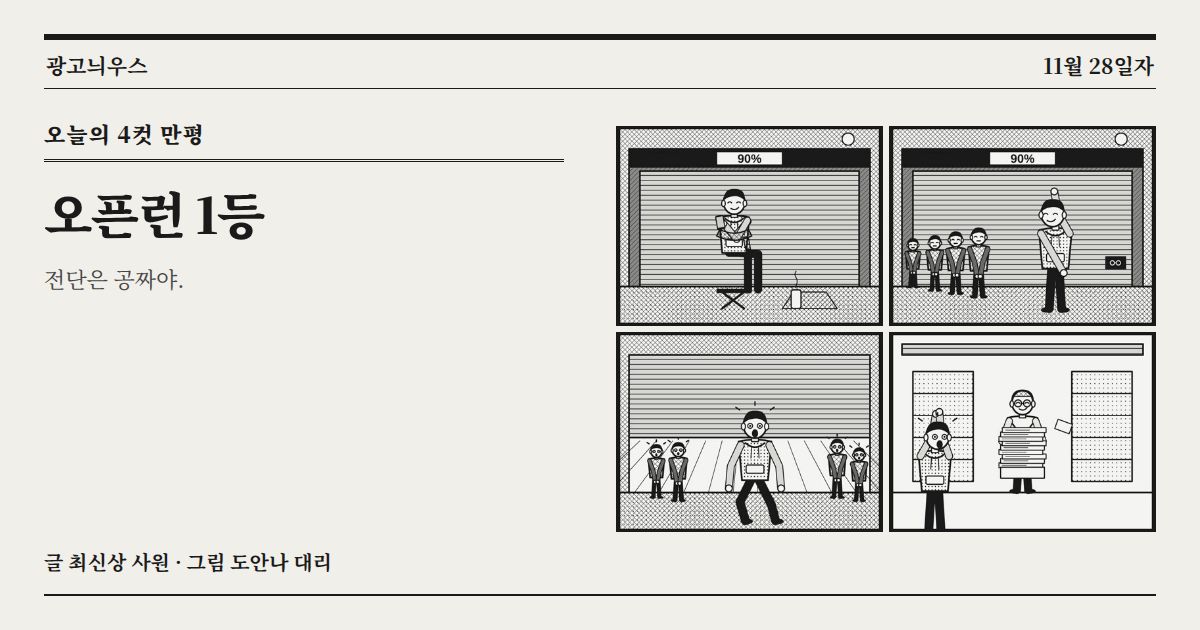 광고늬우스
11월 28일자
오늘의 4컷 만평
오픈런 1등
전단은 공짜야.
90%
90%
글 최신상 사원 · 그림 도안나 대리